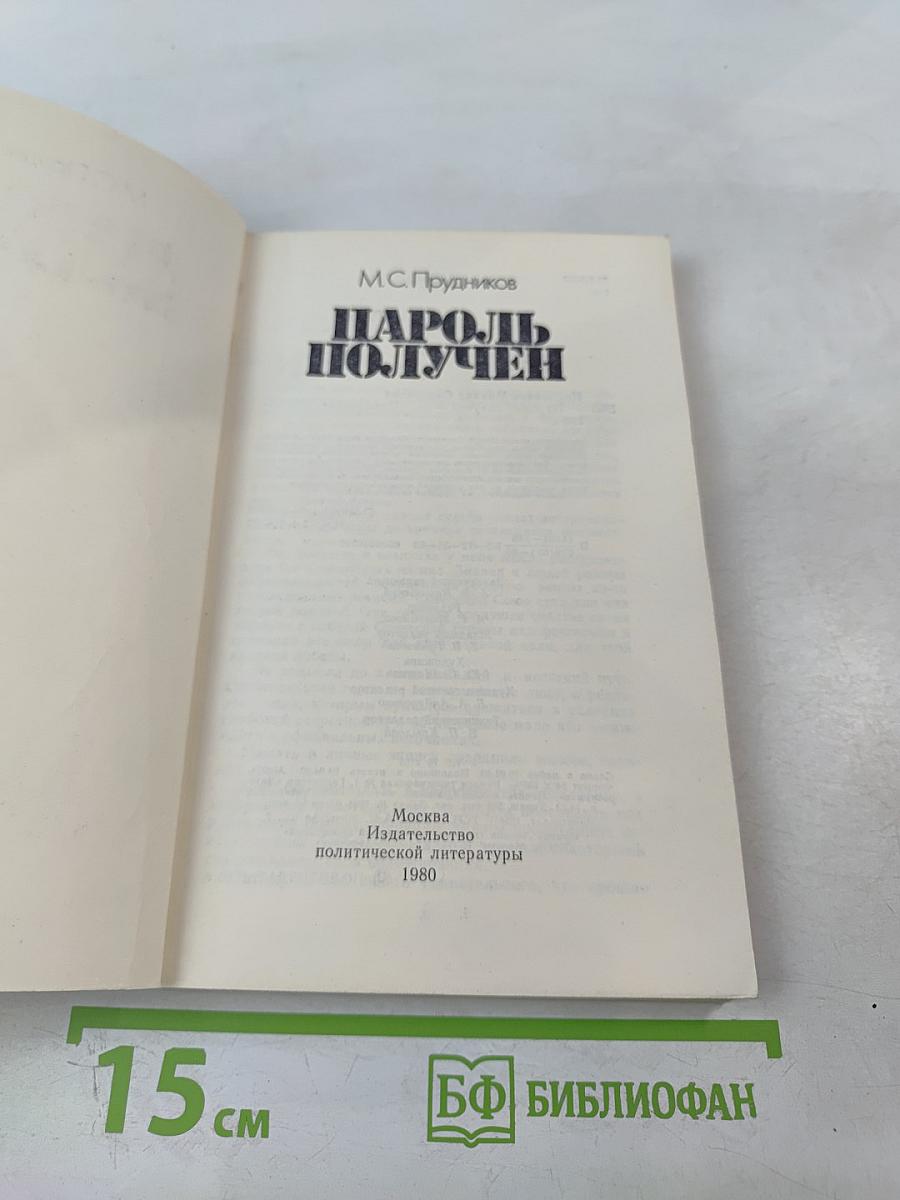 М. С. Прудников
ПАРОЛЬ
ПОЛУЧЕН
Москва
Издательство
политической литературы
1980
15 см
БФ БИБЛИОФАН